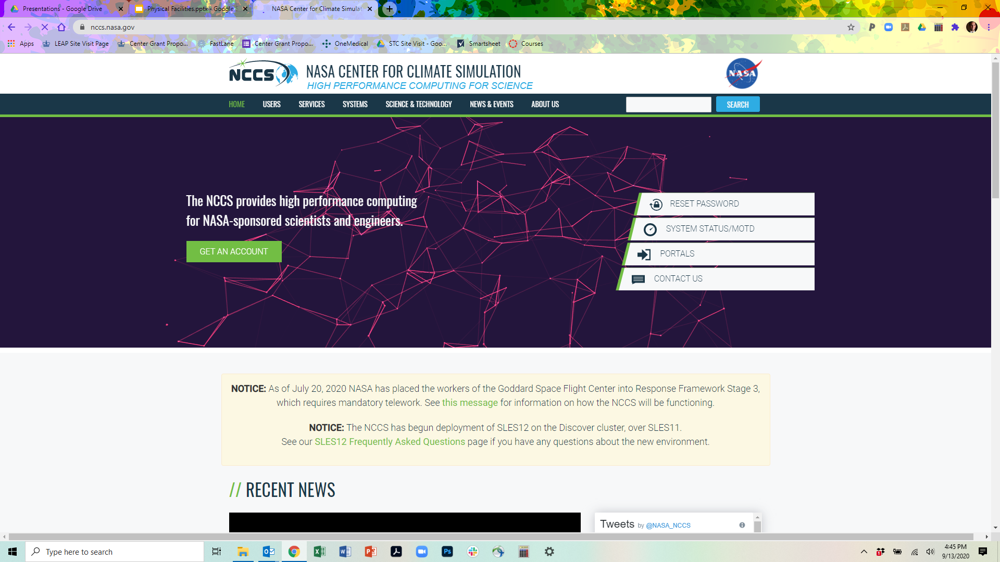 Presentations - Google Drive
Physical Facilities.pptx - Google S
NASA Center for Climate Simulat
nccs.nasa.gov
Apps
LEAP Site Visit Page
Center Grant Propo...
FastLane
Center Grant Propo...
OneMedical
STC Site Visit - Goo...
Smartsheet
Courses
NCCS
NASA CENTER FOR CLIMATE SIMULATION
HIGH PERFORMANCE COMPUTING FOR SCIENCE
NASA
HOME USERS SERVICES SYSTEMS SCIENCE & TECHNOLOGY NEWS & EVENTS ABOUT US SEARCH
The NCCS provides high performance computing
for NASA-sponsored scientists and engineers.
GET AN ACCOUNT
RESET PASSWORD
SYSTEM STATUS/MOTD
PORTALS
CONTACT US
NOTICE: As of July 20, 2020 NASA has placed the workers of the Goddard Space Flight Center into Response Framework Stage 3,
which requires mandatory telework. See this message for information on how the NCCS will be functioning.
NOTICE: The NCCS has begun deployment of SLES12 on the Discover cluster, over SLES11.
See our SLES12 Frequently Asked Questions page if you have any questions about the new environment.
// RECENT NEWS
Tweets by @NASA_NCCS
Type here to search
Ps
4:45 PM
9/13/2020